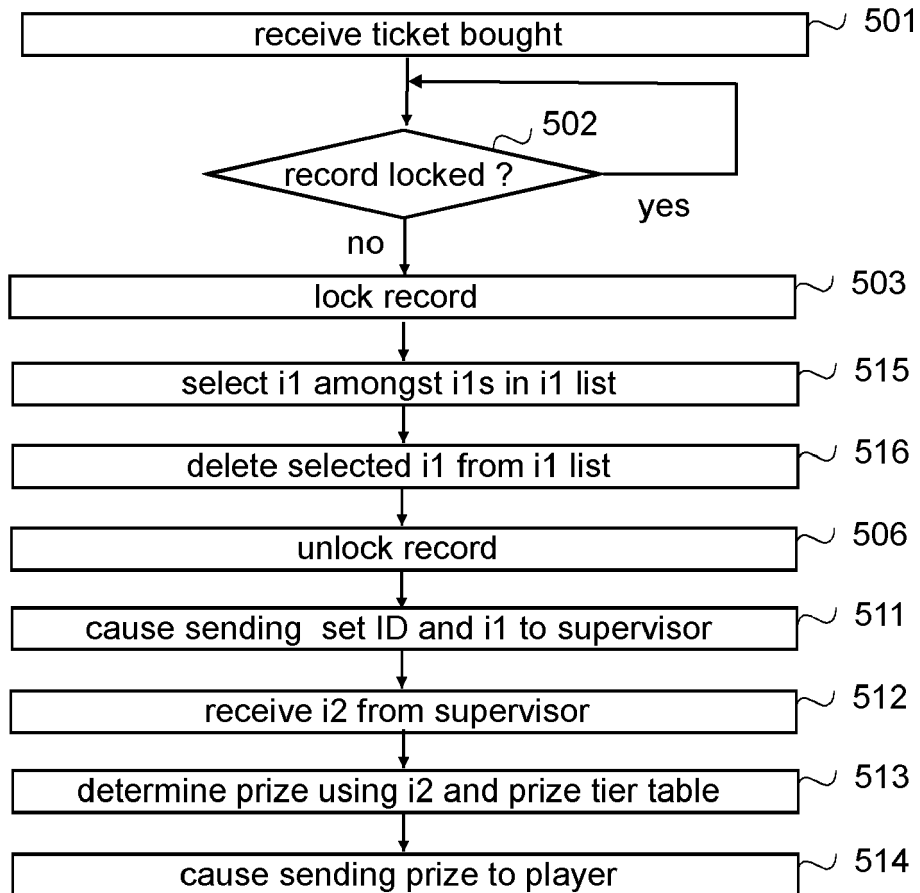 receive ticket bought 501
502
record locked ?
yes
no
lock record 503
select i1 amongst i1s in i1 list 515
delete selected i1 from i1 list 516
unlock record 506
cause sending set ID and i1 to supervisor 511
receive i2 from supervisor 512
determine prize using i2 and prize tier table 513
cause sending prize to player 514